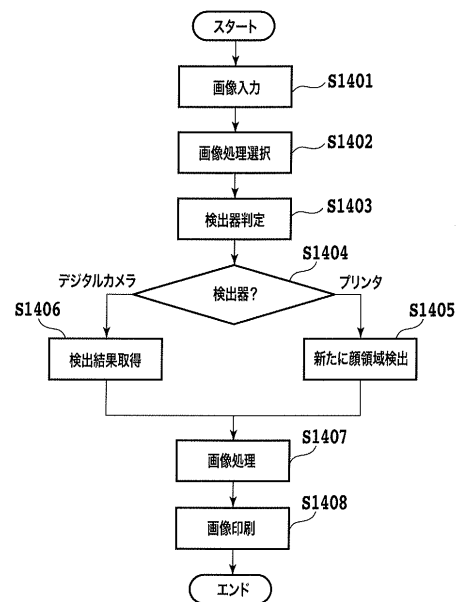 スタート
画像入力
S1401
画像処理選択
S1402
検出器判定
S1403
S1404
デジタルカメラ
検出器?
プリンタ
S1406
S1405
検出結果取得
新たに顔領域検出
S1407
画像処理
S1408
画像印刷
エンド